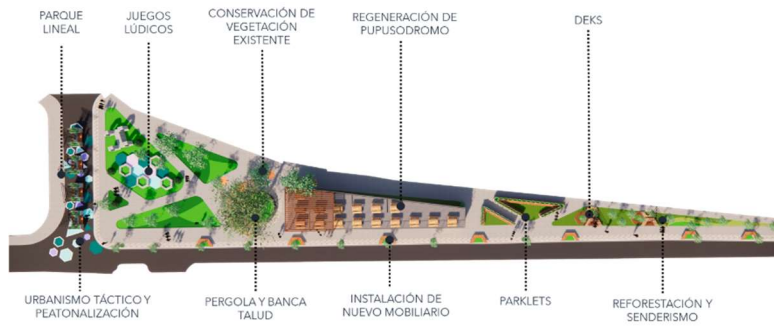 PARQUE
LINEAL
JUEGOS
LÚDICOS
CONSERVACIÓN DE
VEGETACIÓN
EXISTENTE
REGENERACIÓN DE
PUPUSODROMO
DEKS
URBANISMO TÁCTICO Y
PEATONALIZACIÓN
PERGOLA Y BANCA
TALUD
INSTALACIÓN DE
NUEVO MOBILIARIO
PARKLETS
REFORESTACIÓN Y
SENDERISMO